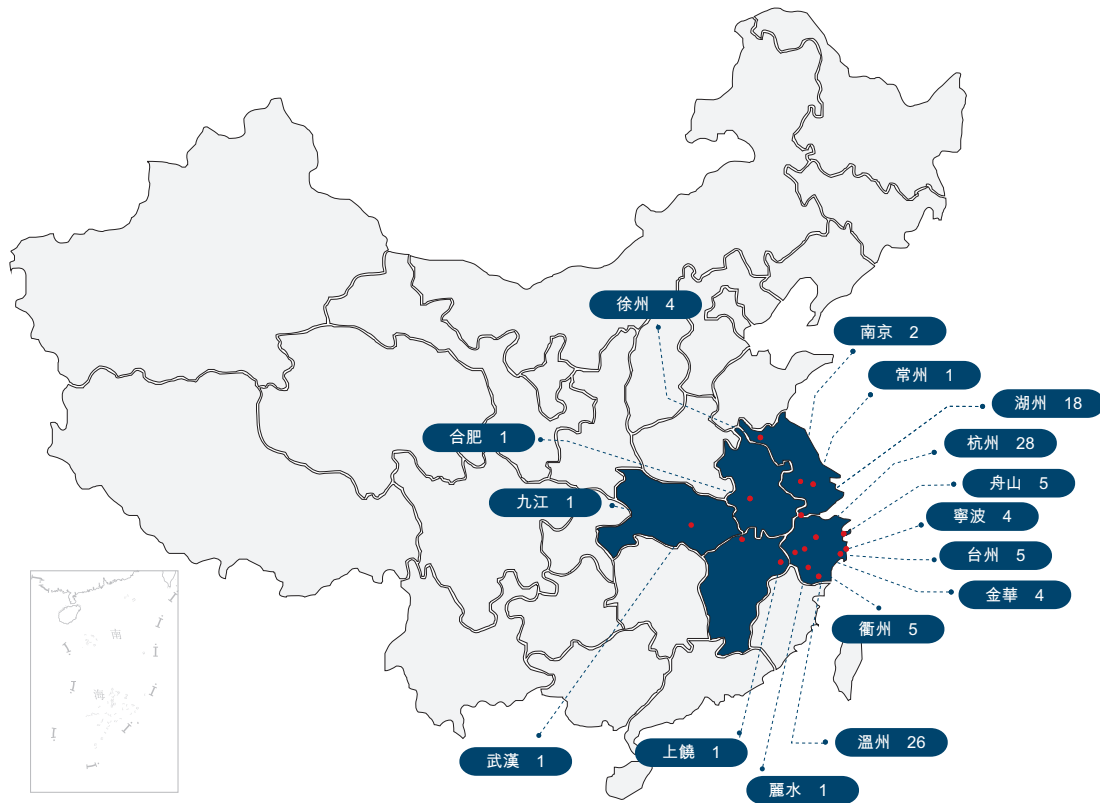 徐州 4
南京 2
常州 1
湖州 18
合肥 1
杭州 28
舟山 5
九江 1
寧波 4
台州 5
金華 4
衢州 5
南
海
溫州 26
上饒 1
武漢 1
麗水 1